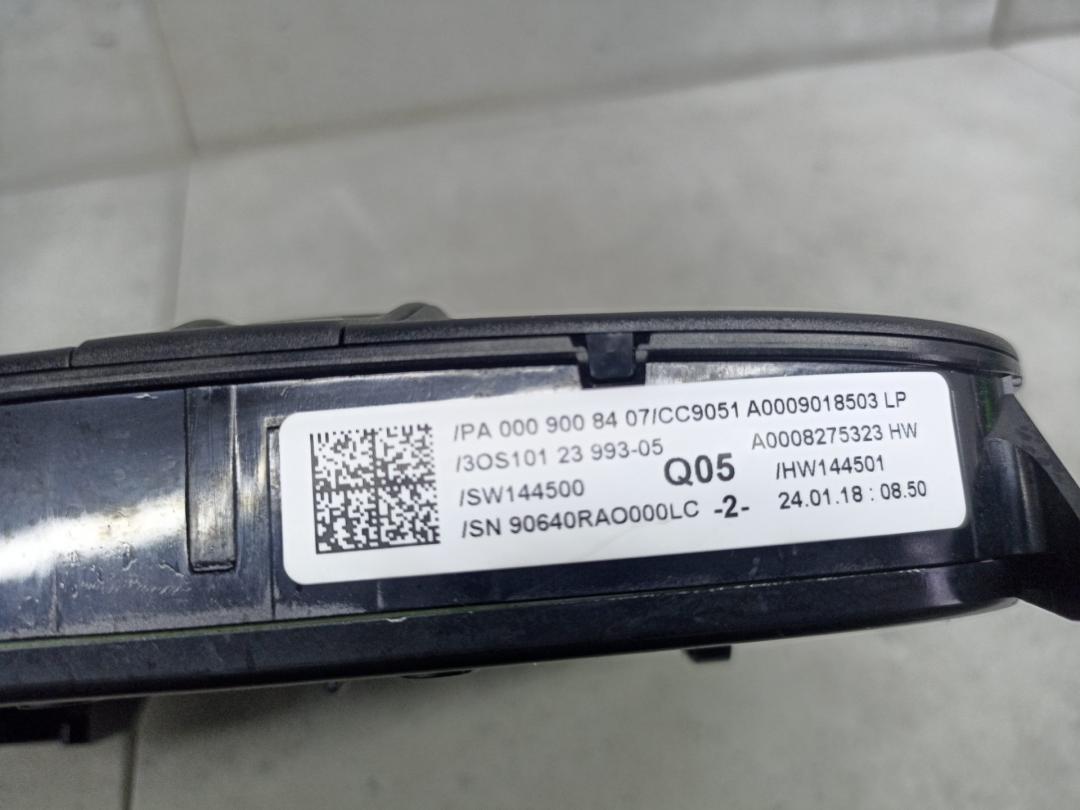 /PA 000 900 84 07/CC9051 A0009018503 LP
/3OS101 23 993-05 Q05 A0008275323 HW
/SW144500 /HW144501
/SN 90640RAO000LC -2- 24.01.18 : 08.50